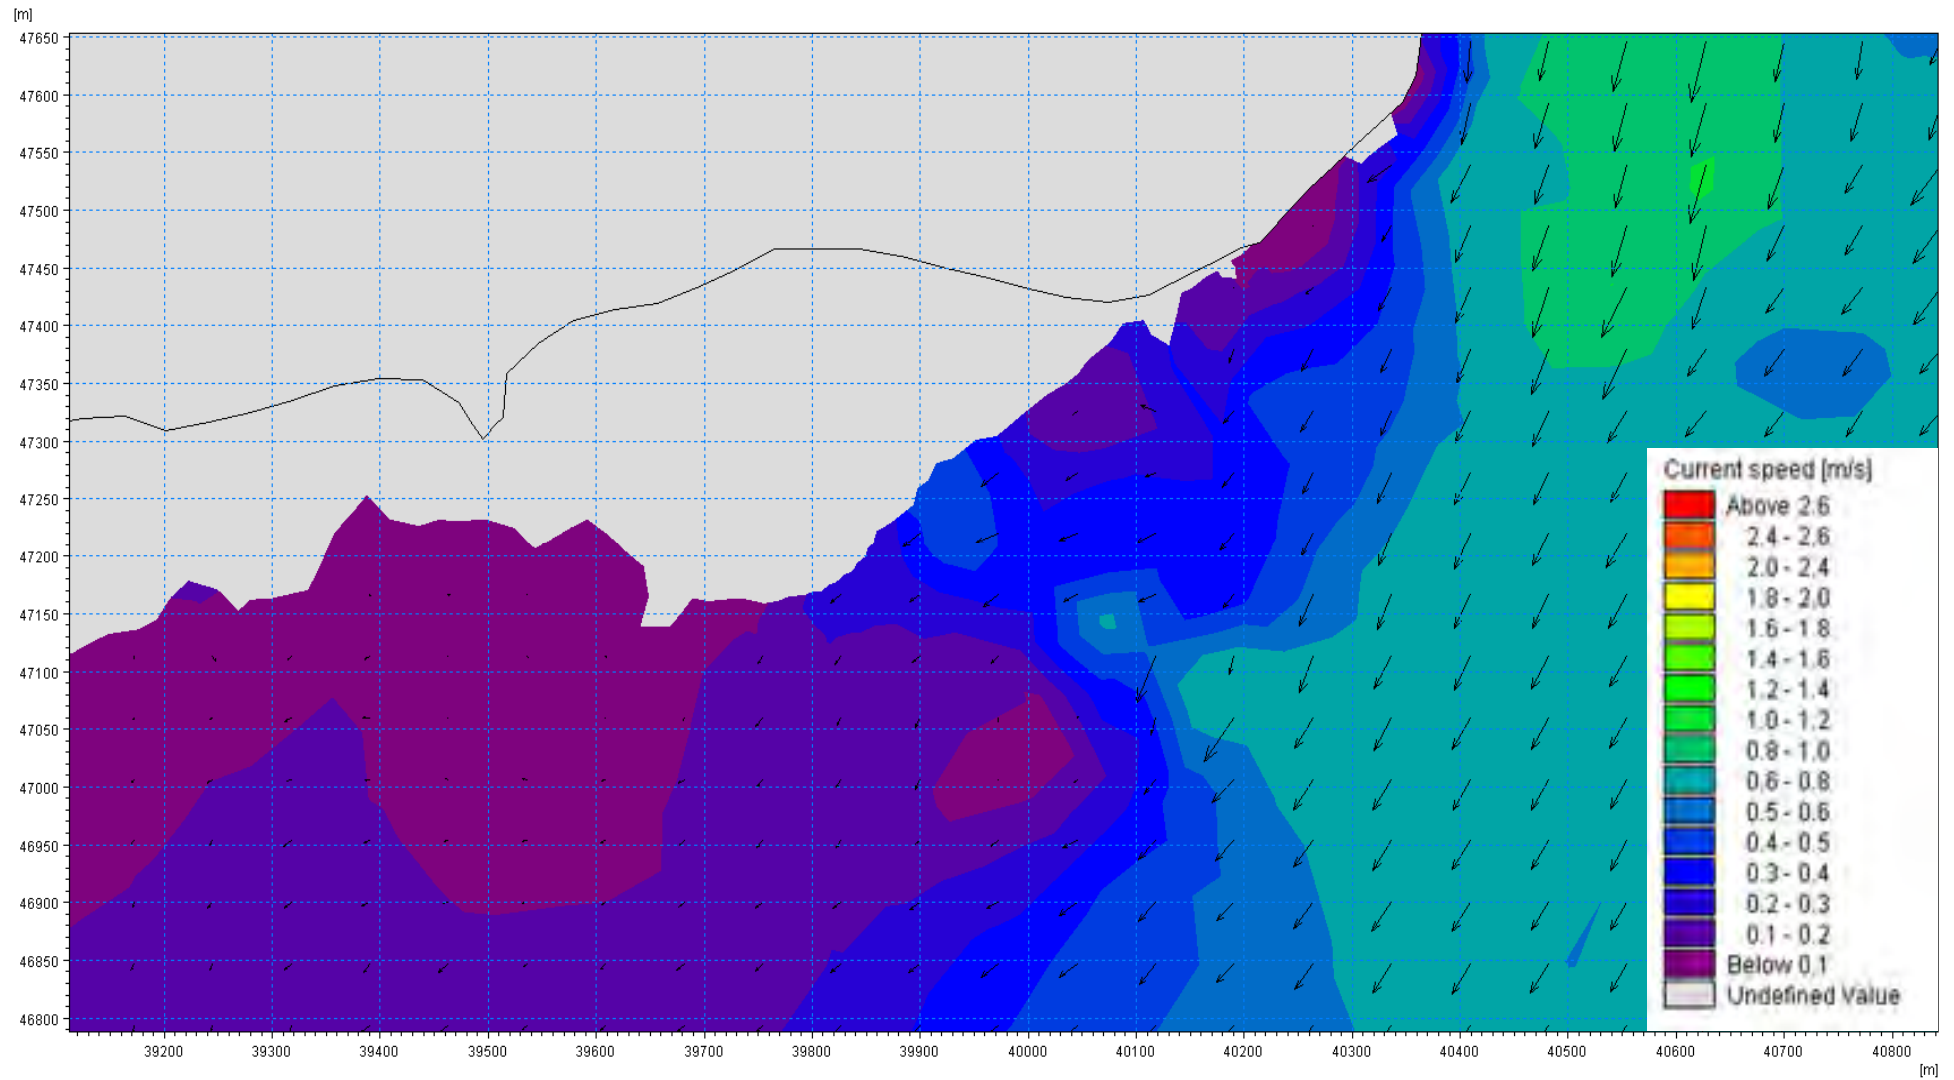 [m]
47650
47600
47550
47500
47450
47400
47350
47300
47250
47200
47150
47100
47050
47000
46950
46900
46850
46800
Current speed [m/s]
Above 2.6
2.4 - 2.6
2.0 - 2.4
1.8 - 2.0
1.6 - 1.8
1.4 - 1.6
1.2 - 1.4
1.0 - 1.2
0.8 - 1.0
0.6 - 0.8
0.5 - 0.6
0.4 - 0.5
0.3 - 0.4
0.2 - 0.3
0.1 - 0.2
Below 0.1
Undefined Value
39200 39300 39400 39500 39600 39700 39800 39900 40000 40100 40200 40300 40400 40500 40600 40700 40800
[m]